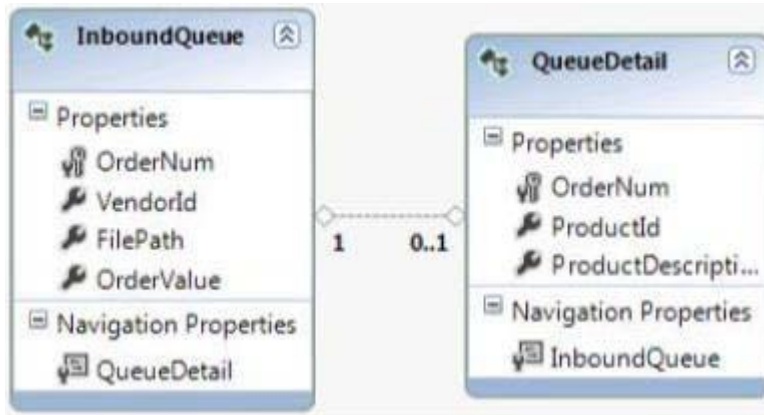 InboundQueue
Properties
OrderNum
VendorId
FilePath
OrderValue
Navigation Properties
QueueDetail
1
0..1
QueueDetail
Properties
OrderNum
ProductId
ProductDescripti...
Navigation Properties
InboundQueue